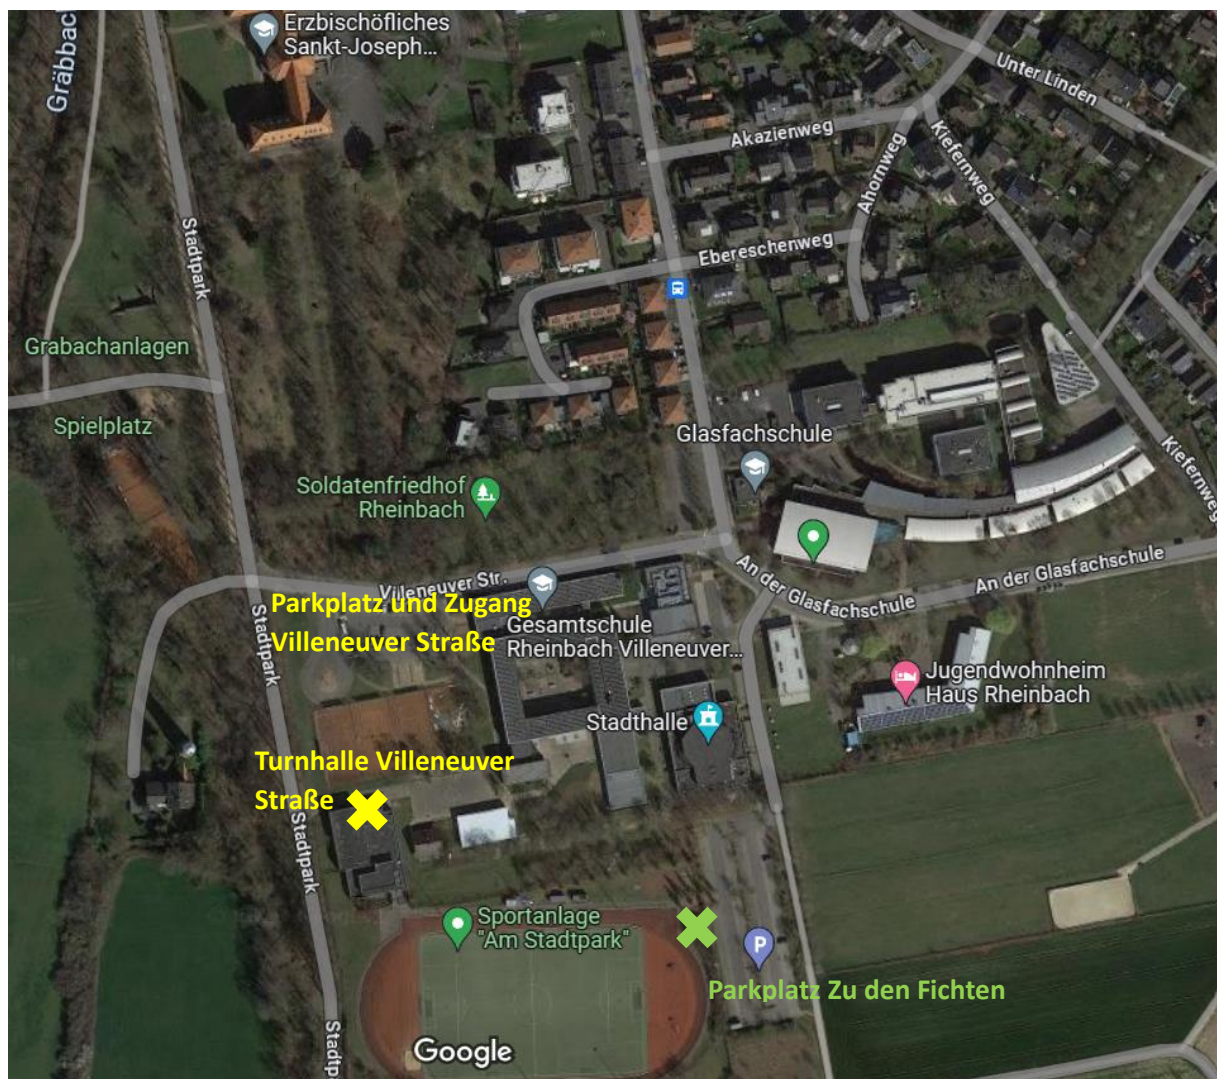 Erzbischöfliches
Sankt-Joseph...
Gräbbach
Unter Linden
Akazienweg
Kiefernweg
Ahornweg
Stadtpark
Ebereschenweg
Grabachanlagen
Spielplatz
Glasfachschule
Kiefernweg
Soldatenfriedhof
Rheinbach
Villeneuver Str.
An der Glasfachschule
An der Glasfachschule
Parkplatz und Zugang
Villeneuver Straße
Stadtpark
Gesamtschule
Rheinbach Villeneuver...
Jugendwohnheim
Haus Rheinbach
Stadthalle
Turnhalle Villeneuver
Straße
Stadtpark
Sportanlage
"Am Stadtpark"
P
Parkplatz Zu den Fichten
Stadtp
Google